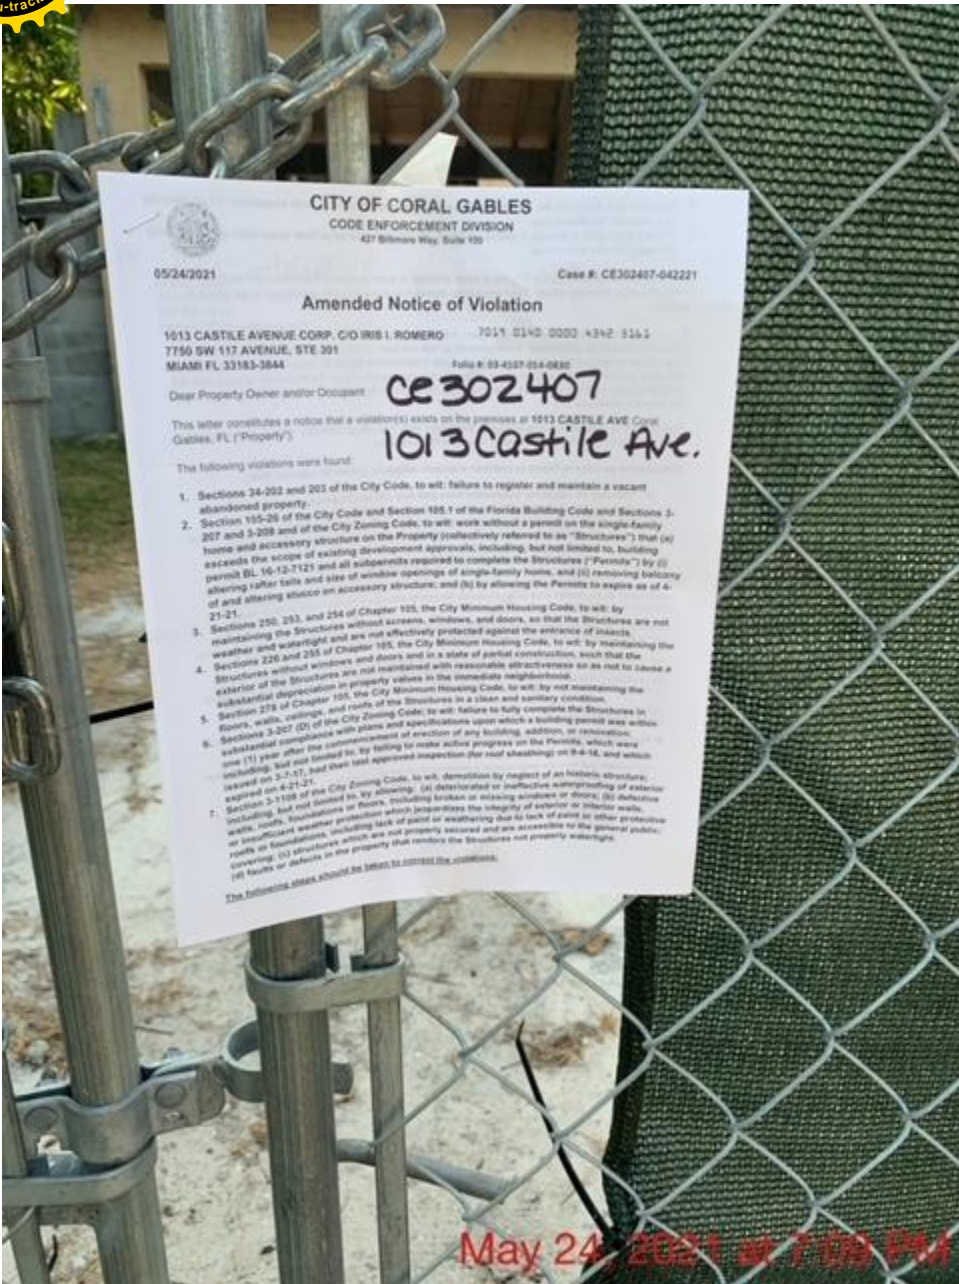 CITY OF CORAL GABLES
CODE ENFORCEMENT DIVISION
427 Biltmore Way, Suite 100
05/24/2021
Case #: CE302407-042221
Amended Notice of Violation
1013 CASTILE AVENUE CORP. C/O IRIS I. ROMERO
7019 0140 0000 4342 5161
7750 SW 117 AVENUE, STE 301
MIAMI FL 33183-3844
Folio #:
Dear Property Owner and/or Occupant
ce302407
This letter constitutes a notice that a violation(s) exists on the premises at 1013 CASTILE AVE Coral
Gables, FL ("Property").
1013 Castile Ave.
The following violations were found:
1. Sections 34-202 and 203 of the City Code, to wit: failure to register and maintain a vacant
abandoned property.
2. Section 105-26 of the City Code and Section 105.1 of the Florida Building Code and Sections 3-
207 and 3-208 and of the City Zoning Code, to wit: work without a permit on the single-family
home and accessory structure on the Property (collectively referred to as "Structures") that (a)
exceeds the scope of existing development approvals, including, but not limited to, building
permit BL 16-12-7121 and all subpermits required to complete the Structures ("Permits") by (i)
altering rafter tails and size of window openings of single-family home, and (ii) removing balcony
of and altering stucco on accessory structure; and (b) by allowing the Permits to expire as of 4-
21-21.
3. Sections 250, 253, and 254 of Chapter 105, the City Minimum Housing Code, to wit: by
maintaining the Structures without screens, windows, and doors, so that the Structures are not
weather and watertight and are not effectively protected against the entrance of insects.
4. Sections 226 and 255 of Chapter 105, the City Minimum Housing Code, to wit: by maintaining the
Structures without windows and doors and in a state of partial construction, such that the
exterior of the Structures are not maintained with reasonable attractiveness so as not to cause a
substantial depreciation in property values in the immediate neighborhood.
5. Section 278 of Chapter 105, the City Minimum Housing Code, to wit: by not maintaining the
floors, walls, ceilings, and roofs of the Structures in a clean and sanitary condition.
6. Sections 3-207 (D) of the City Zoning Code; to wit: failure to fully complete the Structures in
substantial compliance with plans and specifications upon which a building permit was within
one (1) year after the commencement of erection of any building, addition, or renovation,
including, but not limited to, by failing to make active progress on the Permits, which were
issued on 3-7-17, had their last approved inspection (for roof sheathing) on 9-4-18, and which
expired on 4-21-21.
7. Section 3-1108 of the City Zoning Code, to wit, demolition by neglect of an historic structure;
including, but not limited to, by allowing: (a) deteriorated or ineffective waterproofing of exterior
walls, roofs, foundations or floors, including broken or missing windows or doors; (b) defective
or insufficient weather protection which jeopardizes the integrity of exterior or interior walls,
roofs or foundations, including lack of paint or weathering due to lack of paint or other protective
covering; (c) structures which are not properly secured and are accessible to the general public;
(d) faults or defects in the property that renders the Structures not properly watertight.
The following steps should be taken to correct the violations:
May 24, 2021 at 7:09 PM